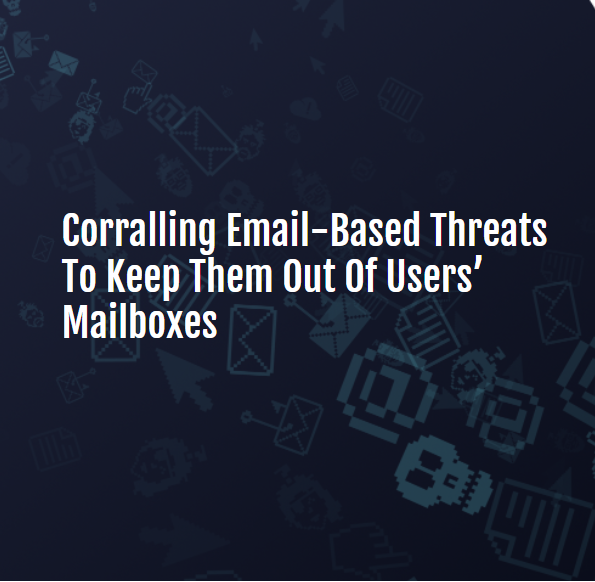 Corralling Email-Based Threats
To Keep Them Out Of Users’
Mailboxes